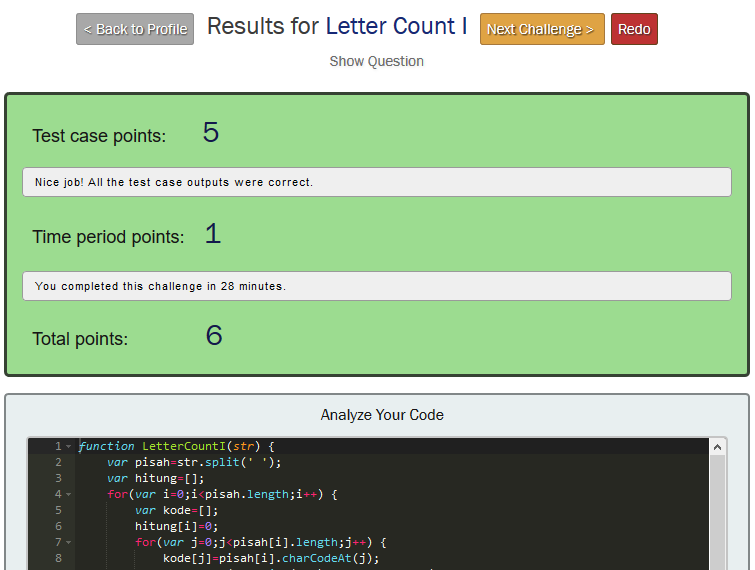 < Back to Profile Results for Letter Count I Next Challenge > Redo
Show Question
Test case points: 5
Nice job! All the test case outputs were correct.
Time period points: 1
You completed this challenge in 28 minutes.
Total points: 6
Analyze Your Code
1 function LetterCountI(str) {
2 var pisah=str.split(' ');
3 var hitung=[];
4 for(var i=0;i<pisah.length;i++) {
5 var kode=[];
6 hitung[i]=0;
7 for(var j=0;j<pisah[i].length;j++) {
8 kode[j]=pisah[i].charCodeAt(j);